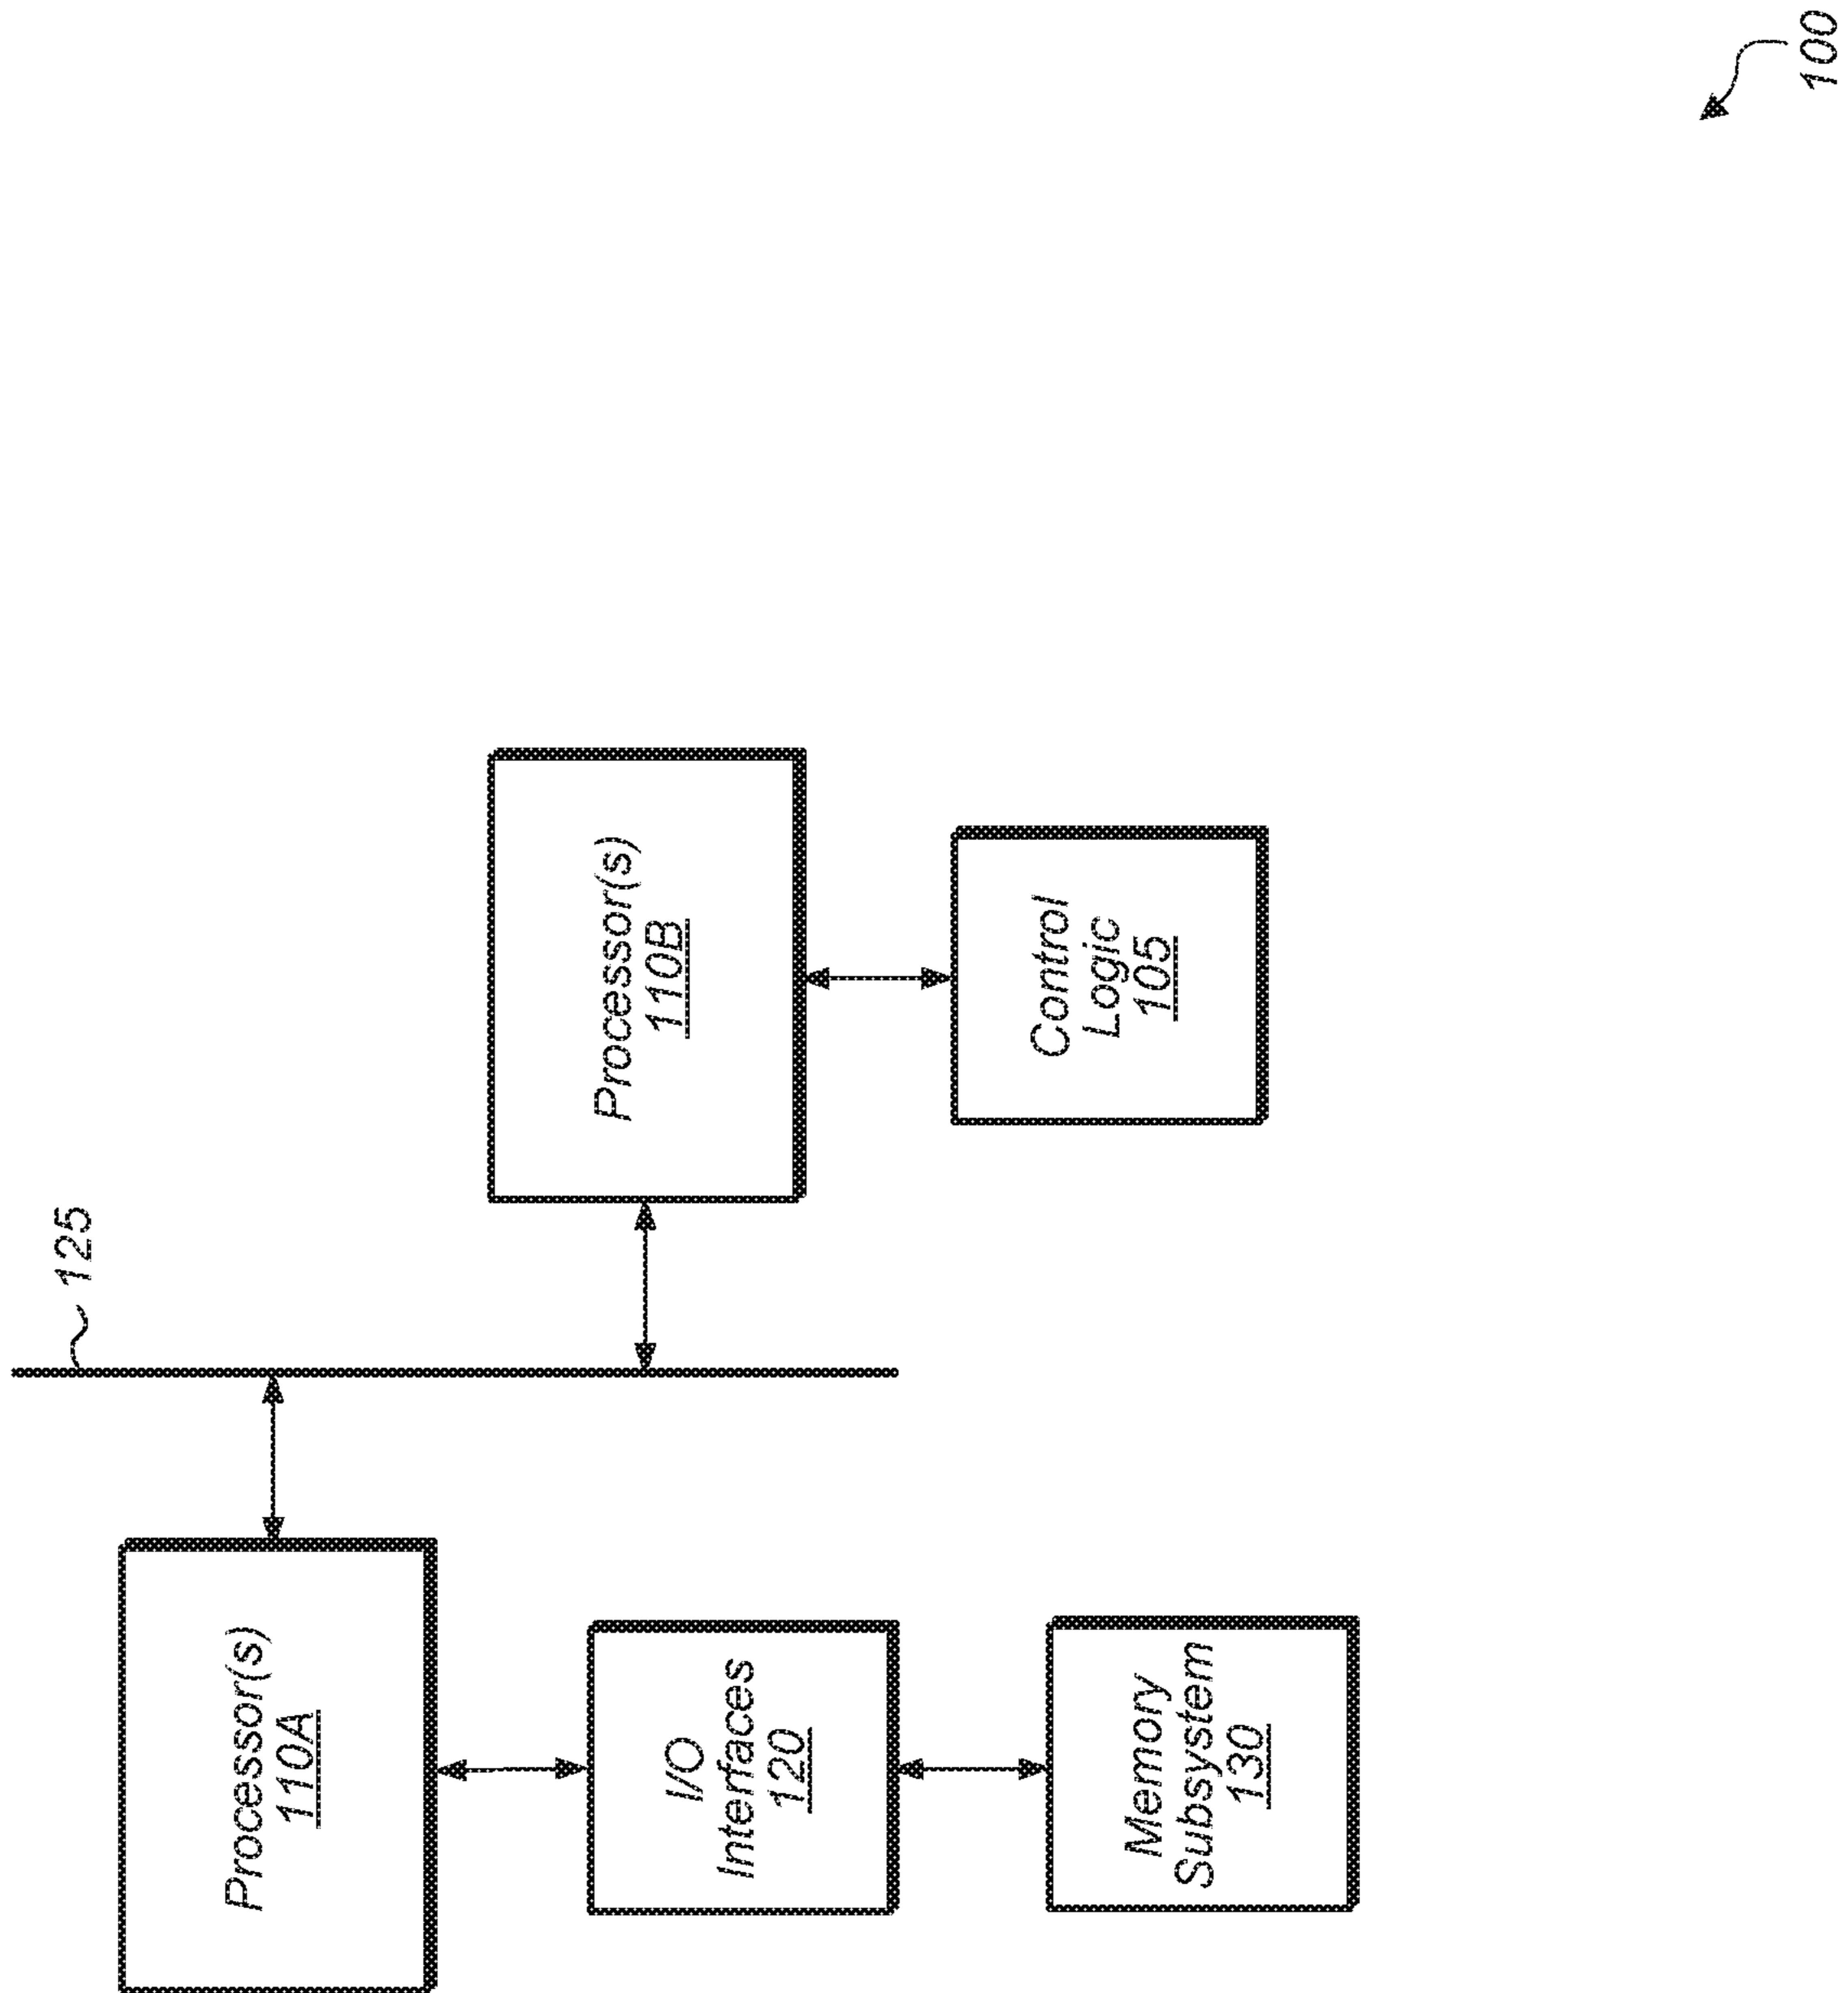 Processor(s)
110A
125
Processor(s)
110B
I/O
Interfaces
120
Control
Logic
105
Memory
Subsystem
130
100